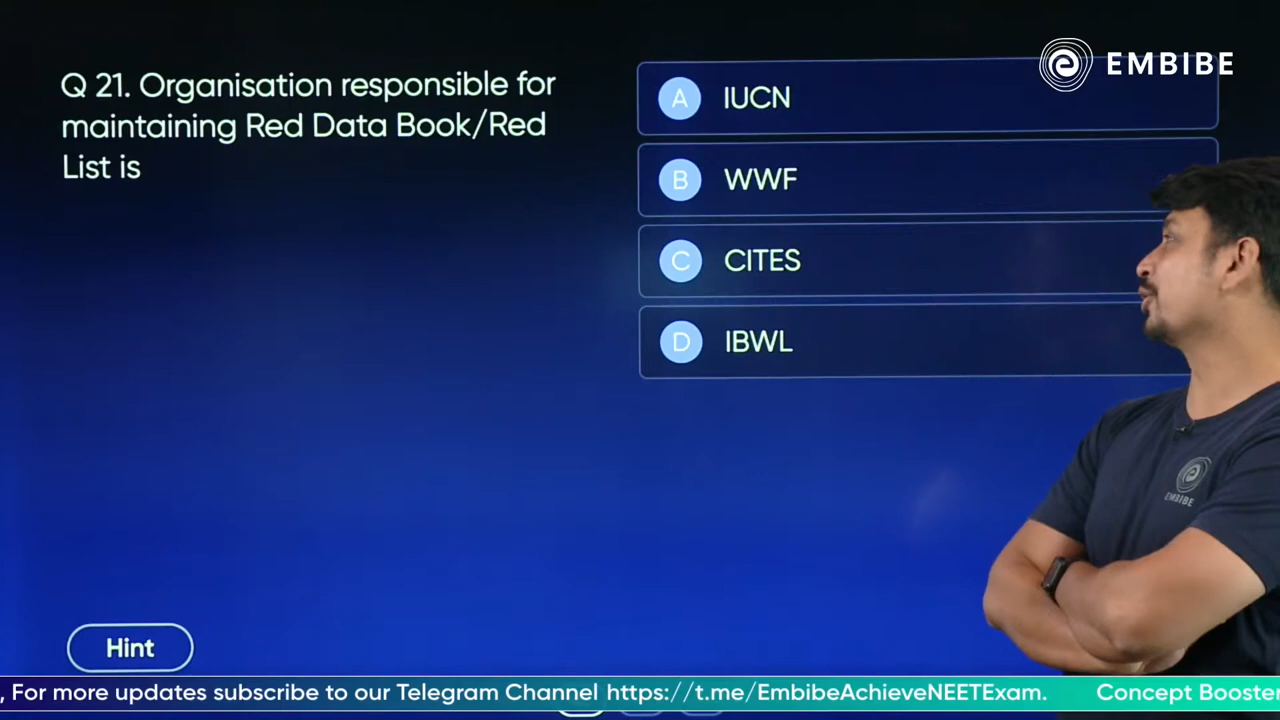 EMBIBE
Q 21. Organisation responsible for
maintaining Red Data Book/Red
List is
A IUCN
B WWF
C CITES
D IBWL
EMBIBE
Hint
, For more updates subscribe to our Telegram Channel https://t.me/EmbibeAchieveNEETExam. Concept Booster